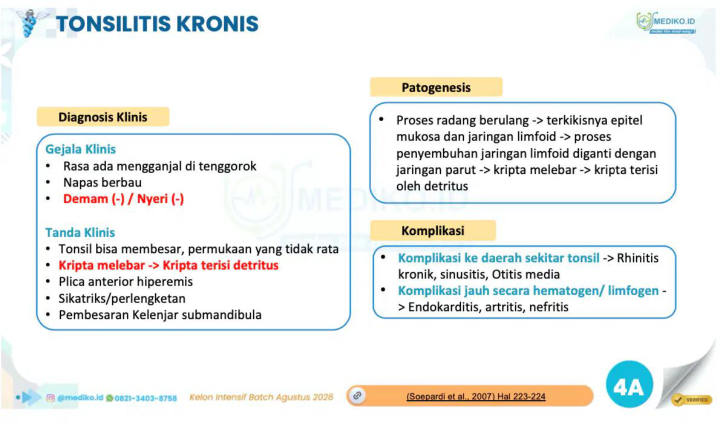 TONSILITIS KRONIS
MEDIKO.ID
Diagnosis Klinis
Gejala Klinis
• Rasa ada mengganjal di tenggorok
• Napas berbau
• Demam (-) / Nyeri (-)
Tanda Klinis
• Tonsil bisa membesar, permukaan yang tidak rata
• Kripta melebar -> Kripta terisi detritus
• Plica anterior hiperemis
• Sikatriks/perlengketan
• Pembesaran Kelenjar submandibula
Patogenesis
• Proses radang berulang -> terkikisnya epitel
mukosa dan jaringan limfoid -> proses
penyembuhan jaringan limfoid diganti dengan
jaringan parut -> kripta melebar -> kripta terisi
oleh detritus
Komplikasi
• Komplikasi ke daerah sekitar tonsil -> Rhinitis
kronik, sinusitis, Otitis media
• Komplikasi jauh secara hematogen/ limfogen -
> Endokarditis, artritis, nefritis
MEDIKO.ID
@mediko.id 0821-3403-8758 Kelon Intensif Batch Agustus 2026
(Soepardi et al., 2007) Hal 223-224
4A
VERIFIED